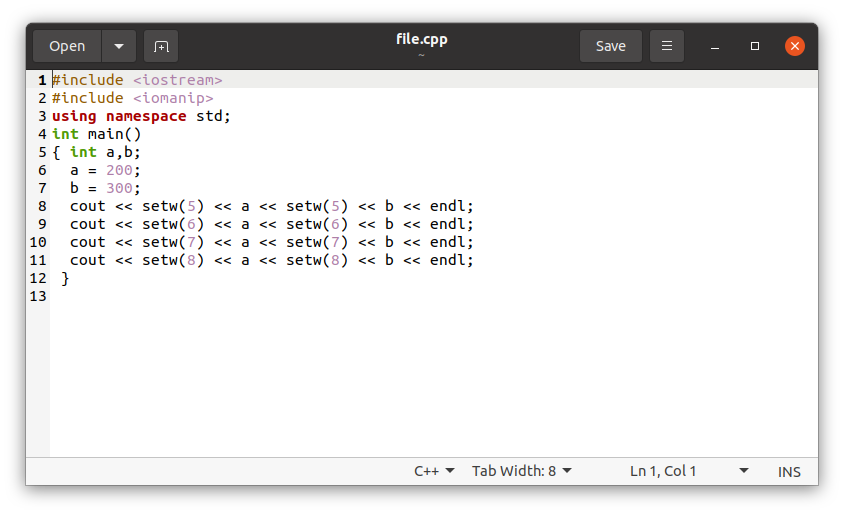 Open
file.cpp
~
Save
1 #include <iostream>
2 #include <iomanip>
3 using namespace std;
4 int main()
5 { int a,b;
6   a = 200;
7   b = 300;
8   cout << setw(5) << a << setw(5) << b << endl;
9   cout << setw(6) << a << setw(6) << b << endl;
10   cout << setw(7) << a << setw(7) << b << endl;
11   cout << setw(8) << a << setw(8) << b << endl;
12  }
13
C++ Tab Width: 8 Ln 1, Col 1 INS